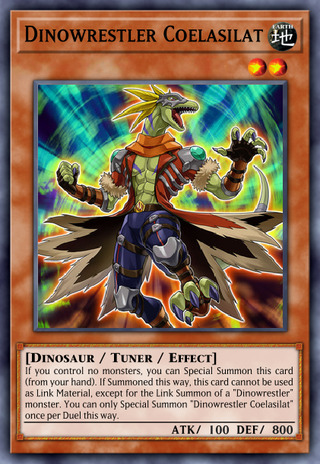 Dinowrestler Coelasilat
EARTH
地
[Dinosaur / Tuner / Effect]
If you control no monsters, you can Special Summon this card
(from your hand). If Summoned this way, this card cannot be used
as Link Material, except for the Link Summon of a "Dinowrestler"
monster. You can only Special Summon "Dinowrestler Coelasilat"
once per Duel this way.
ATK/ 100 DEF/ 800